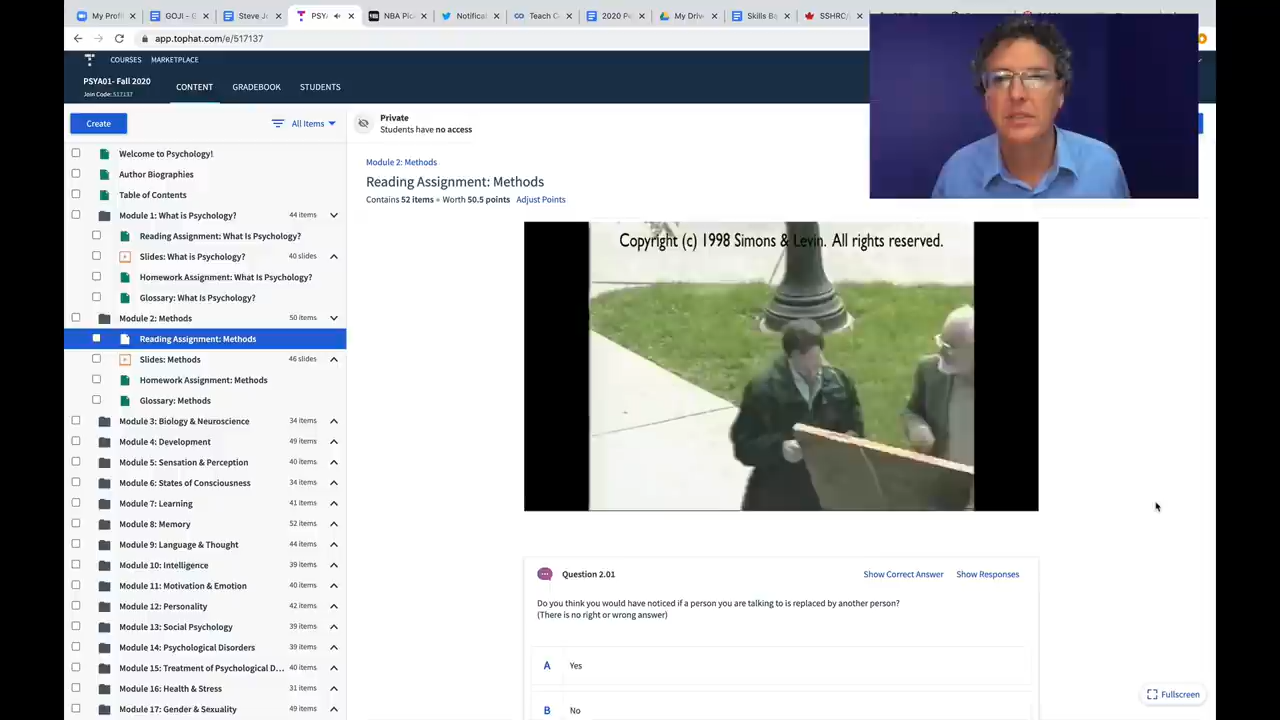 My Profi
GOJI - G
Steve Jo
PSYA
NBA Pic
Notificat
Teach C
2020 Pe
My Drive
Skills Ba
SSHRC/
app.tophat.com/e/517137
COURSES
MARKETPLACE
PSYA01- Fall 2020
Join Code: 517137
CONTENT
GRADEBOOK
STUDENTS
Create
All Items
Private
Students have no access
Welcome to Psychology!
Author Biographies
Table of Contents
Module 1: What is Psychology? 44 items
Reading Assignment: What Is Psychology?
Slides: What is Psychology? 40 slides
Homework Assignment: What Is Psychology?
Glossary: What Is Psychology?
Module 2: Methods 50 items
Reading Assignment: Methods
Slides: Methods 46 slides
Homework Assignment: Methods
Glossary: Methods
Module 3: Biology & Neuroscience 34 items
Module 4: Development 49 items
Module 5: Sensation & Perception 40 items
Module 6: States of Consciousness 34 items
Module 7: Learning 41 items
Module 8: Memory 52 items
Module 9: Language & Thought 44 items
Module 10: Intelligence 39 items
Module 11: Motivation & Emotion 40 items
Module 12: Personality 42 items
Module 13: Social Psychology 39 items
Module 14: Psychological Disorders 39 items
Module 15: Treatment of Psychological D... 40 items
Module 16: Health & Stress 31 items
Module 17: Gender & Sexuality 49 items
Module 2: Methods
Reading Assignment: Methods
Contains 52 items • Worth 50.5 points Adjust Points
Copyright (c) 1998 Simons & Levin. All rights reserved.
Question 2.01
Show Correct Answer
Show Responses
Do you think you would have noticed if a person you are talking to is replaced by another person?
(There is no right or wrong answer)
A Yes
B No
Fullscreen